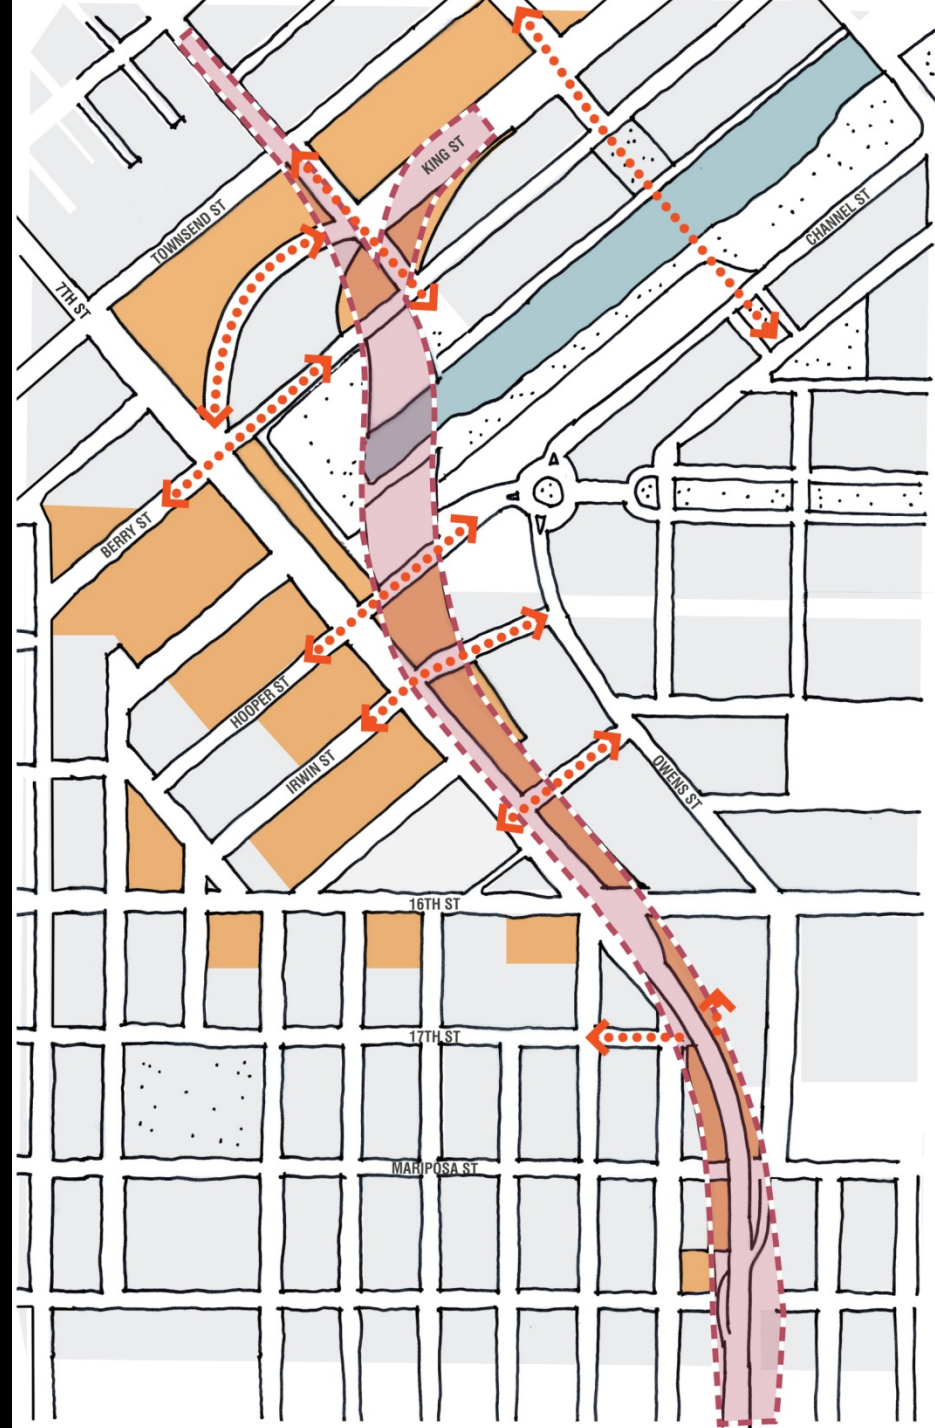 KING ST
TOWNSEND ST
CHANNEL ST
7TH ST
BERRY ST
HOOPER ST
IRWIN ST
OWENS ST
16TH ST
17TH ST
MARIPOSA ST